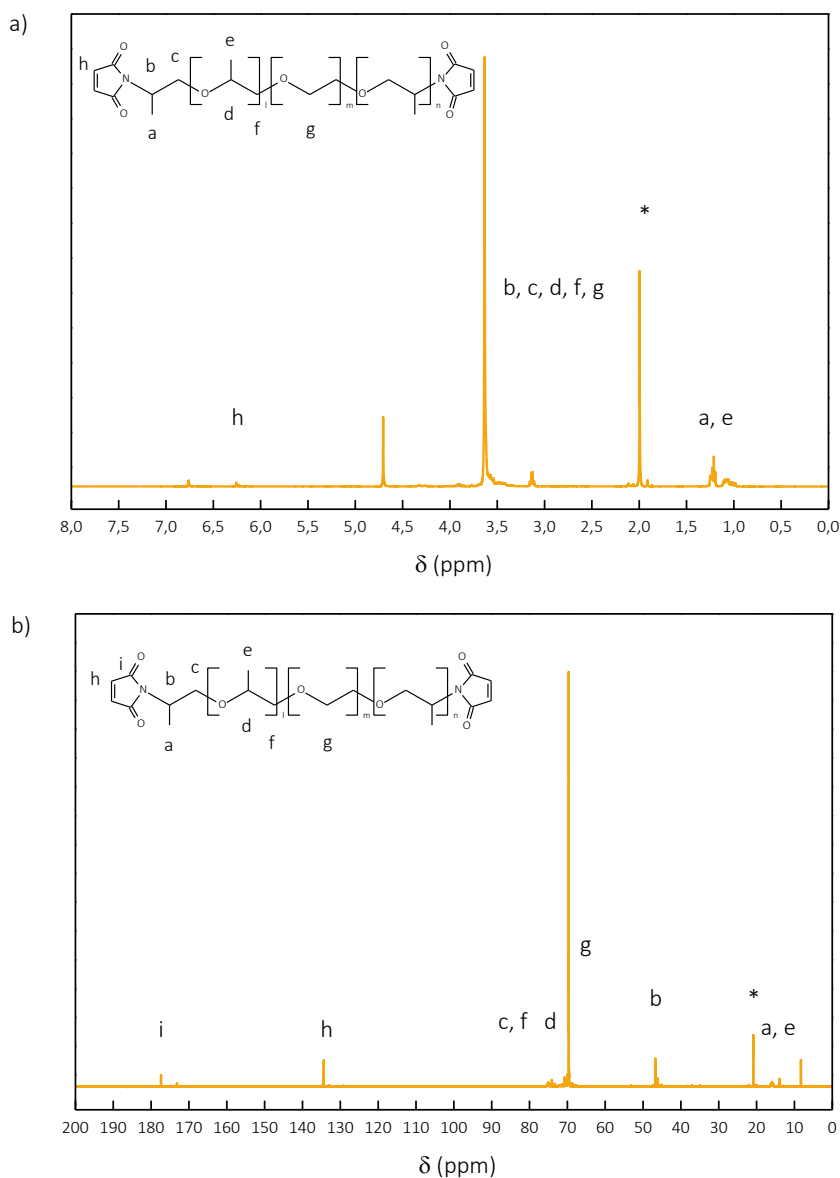 a)
O
h
N
O
b
a
c
O
e
d
l
f
O
g
m
O
n
N
O
O
*
b, c, d, f, g
h
a, e
8,0 7,5 7,0 6,5 6,0 5,5 5,0 4,5 4,0 3,5 3,0 2,5 2,0 1,5 1,0 0,5 0,0
δ (ppm)
b)
O
i
h
N
O
b
a
c
O
e
d
l
f
O
g
m
O
n
N
O
O
g
b
*
c, f d
a, e
i
h
200 190 180 170 160 150 140 130 120 110 100 90 80 70 60 50 40 30 20 10 0
δ (ppm)